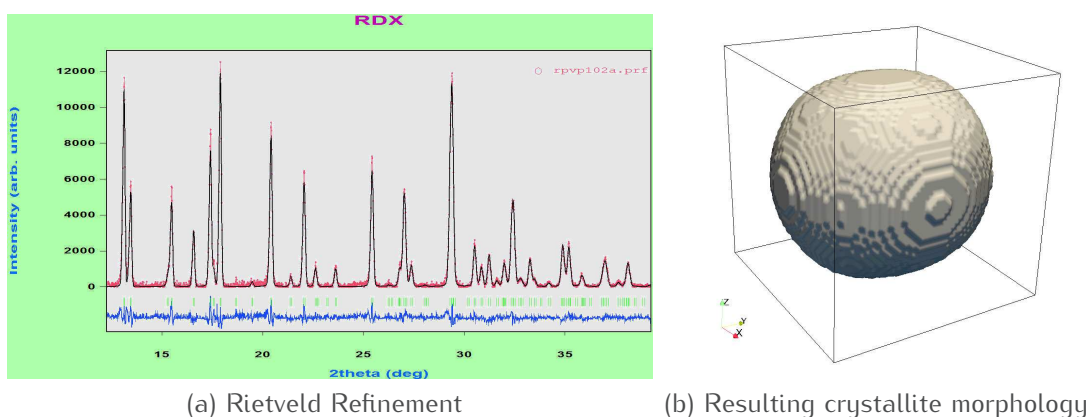 RDX
rpvp102a.prf
Intensity (arb. units)
12000
10000
8000
6000
4000
2000
0
15 20 25 30 35
2theta (deg)
Z
Y
X
(a) Rietveld Refinement
(b) Resulting crystallite morphology